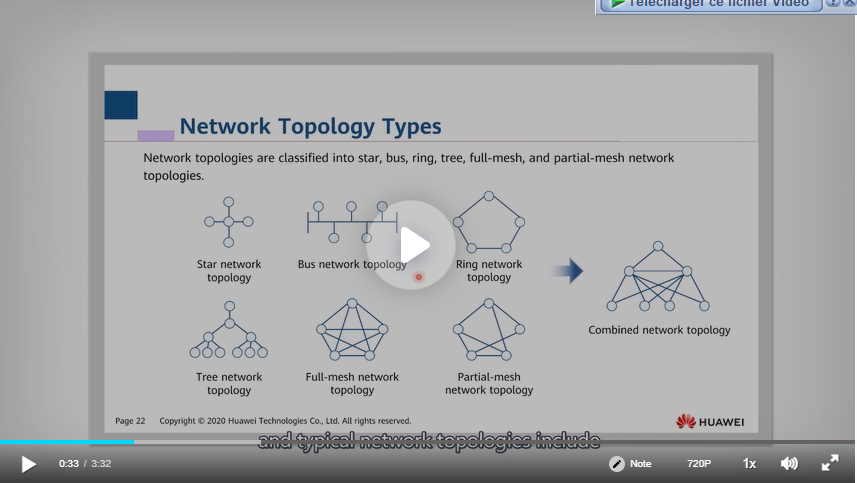 Télécharger ce fichier Vidéo
Network Topology Types
Network topologies are classified into star, bus, ring, tree, full-mesh, and partial-mesh network
topologies.
Star network
topology
Bus network topology
Ring network
topology
Combined network topology
Tree network
topology
Full-mesh network
topology
Partial-mesh
network topology
Page 22 Copyright © 2020 Huawei Technologies Co., Ltd. All rights reserved.
HUAWEI
and typical network topologies include
0:33 / 3:32
Note
720P
1x